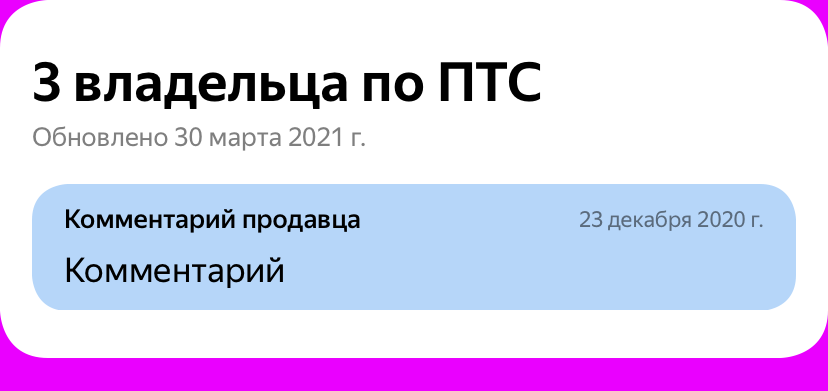 3 владельца по ПТС
Обновлено 30 марта 2021 г.
Комментарий продавца 23 декабря 2020 г.
Комментарий